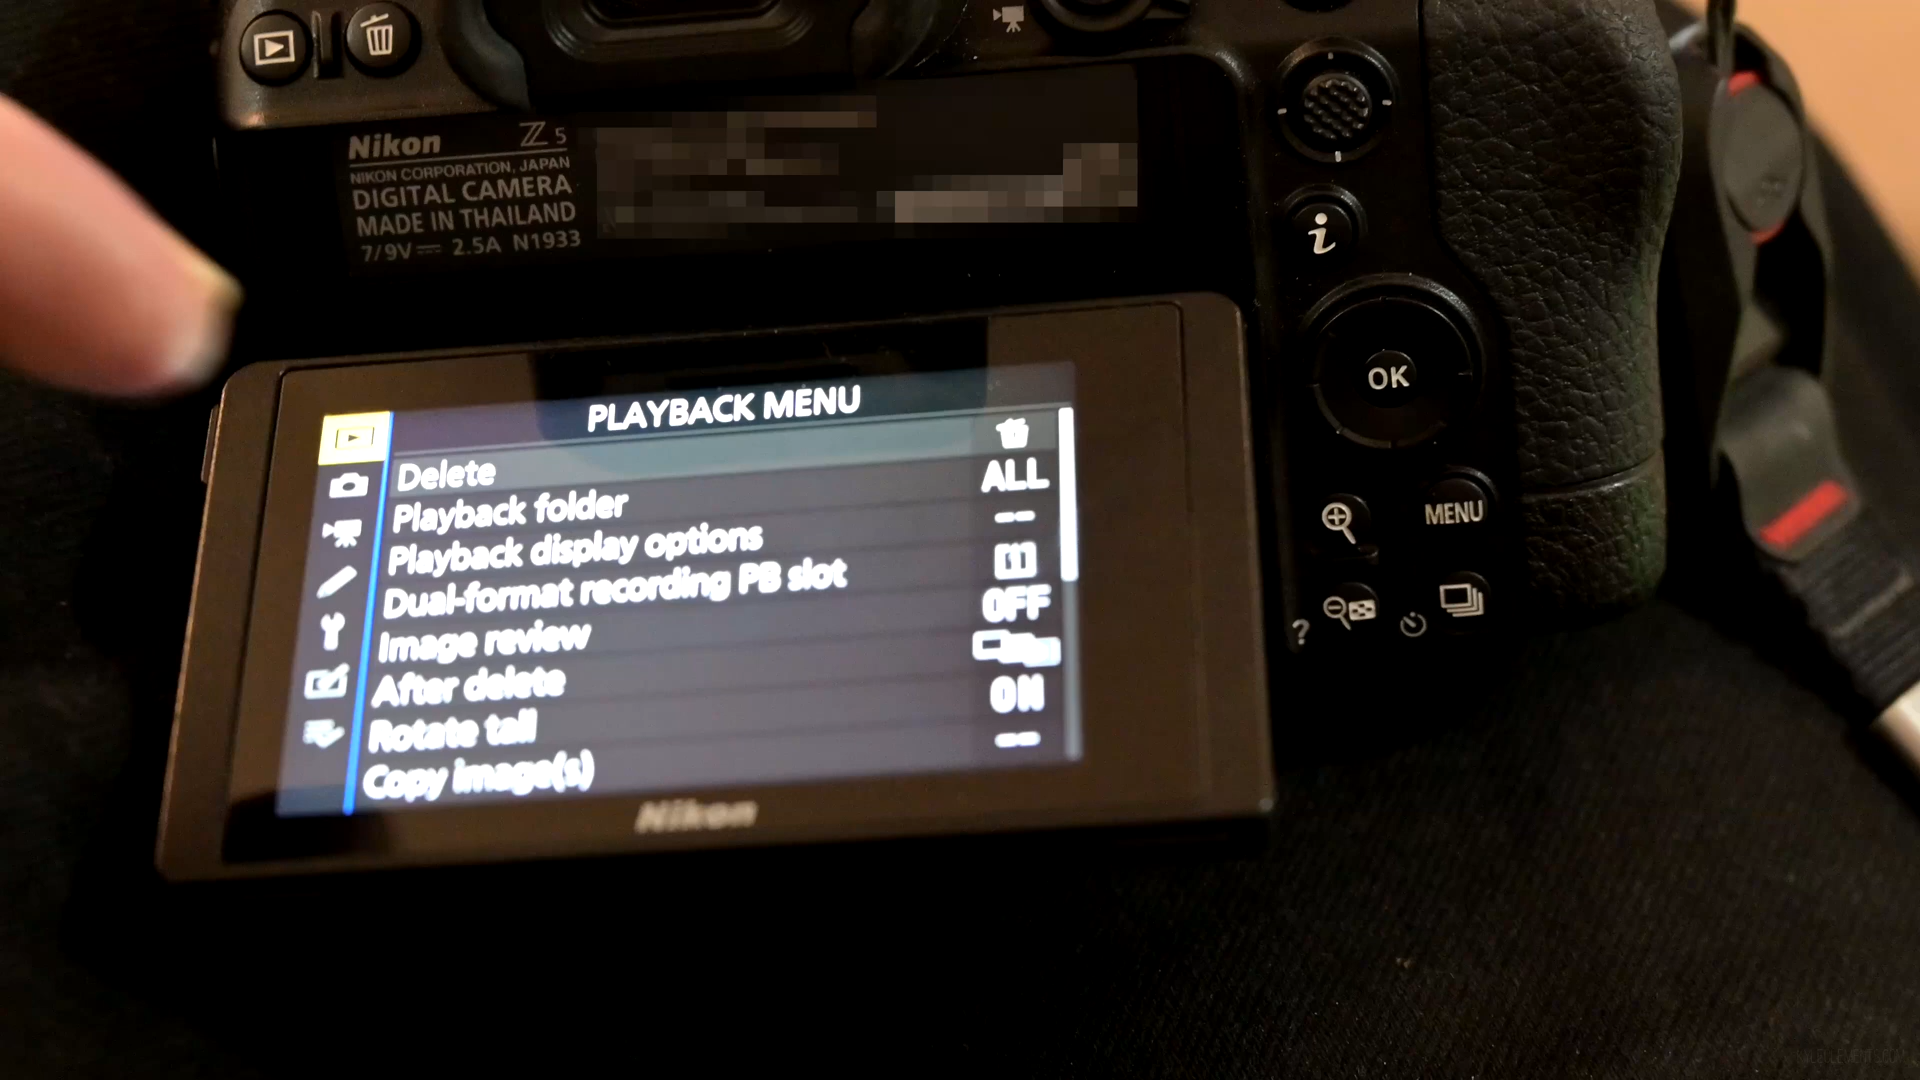 Nikon Z 5
NIKON CORPORATION, JAPAN
DIGITAL CAMERA
MADE IN THAILAND
7/9V 2.5A N1933
i
OK
MENU
?
PLAYBACK MENU
Delete
Playback folder ALL
Playback display options --
Dual-format recording PB slot 1
Image review OFF
After delete
Rotate tall ON
Copy image(s) --
Nikon